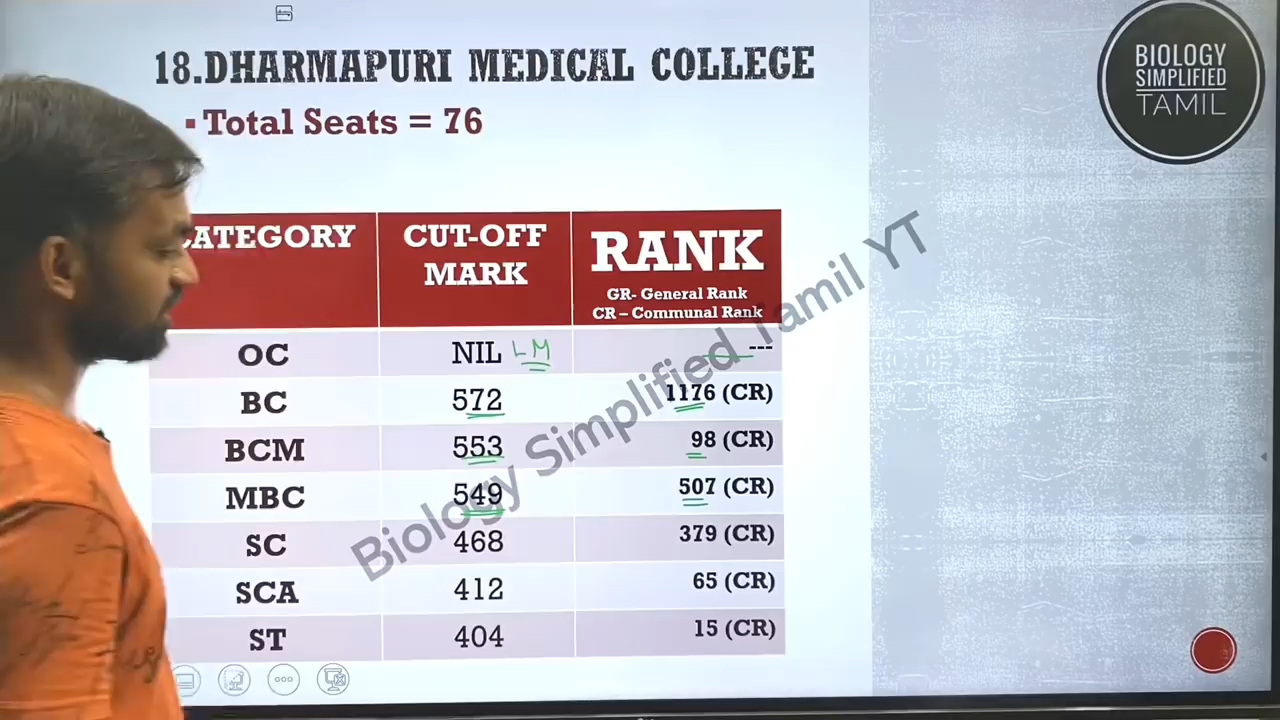 18.DHARMAPURI MEDICAL COLLEGE
Total Seats = 76
BIOLOGY
SIMPLIFIED
TAMIL
CATEGORY CUT-OFF MARK RANK
GR- General Rank
CR – Communal Rank
OC NIL LM ---
BC 572 1176 (CR)
BCM 553 98 (CR)
MBC 549 507 (CR)
SC 468 379 (CR)
SCA 412 65 (CR)
ST 404 15 (CR)
Biology Simplified Tamil YT